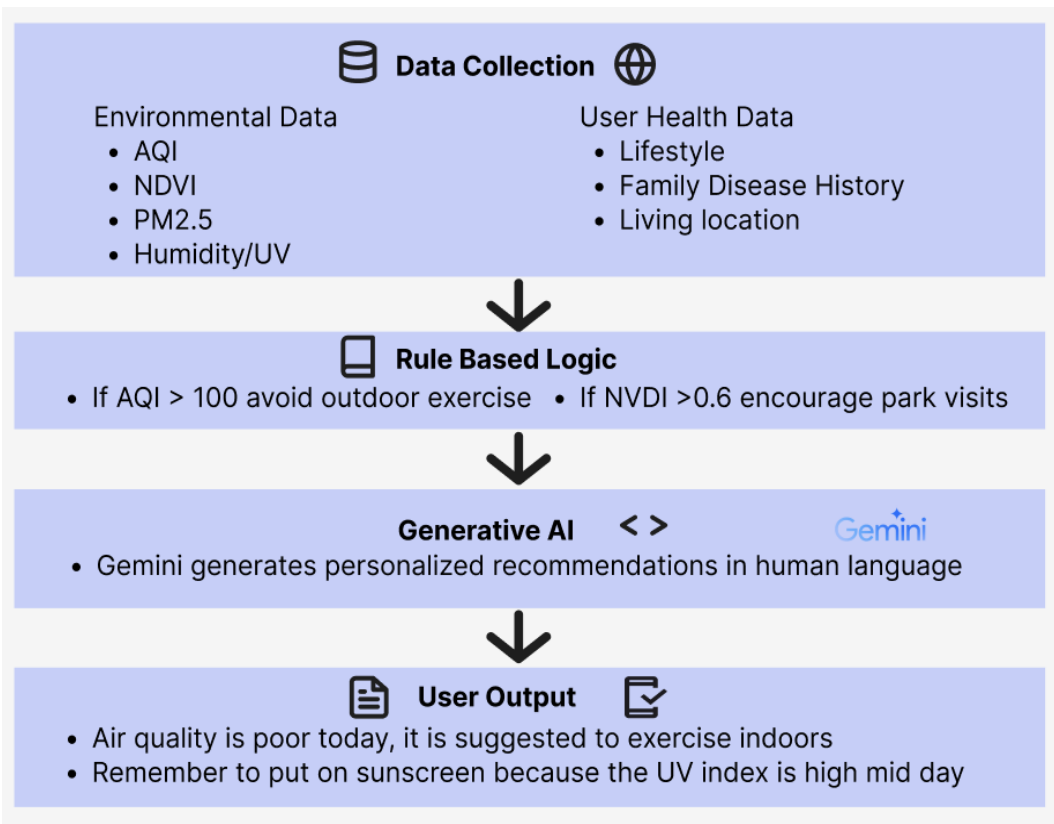 Data Collection
Environmental Data
• AQI
• NDVI
• PM2.5
• Humidity/UV
User Health Data
• Lifestyle
• Family Disease History
• Living location
Rule Based Logic
• If AQI > 100 avoid outdoor exercise
• If NVDI >0.6 encourage park visits
Generative AI
Gemini
• Gemini generates personalized recommendations in human language
User Output
• Air quality is poor today, it is suggested to exercise indoors
• Remember to put on sunscreen because the UV index is high mid day